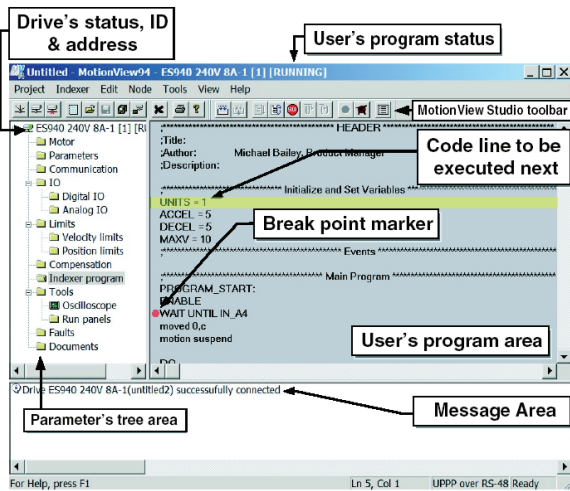 Drive's status, ID
& address
User's program status
Untitled - MotionView94 - ES940 240V 8A-1 [1] [RUNNING]
Project Indexer Edit Node Tools View Help
MotionView Studio toolbar
ES940 240V 8A-1 [1] [RU
Motor
Parameters
Communication
IO
Digital IO
Analog IO
Limits
Velocity limits
Position limits
Compensation
Indexer program
Tools
Oscilloscope
Run panels
Faults
Documents
HEADER
;Title:
;Author: Michael Bailey, Product Manager
;Description:
Code line to be
executed next
Initialize and Set Variables
UNITS = 1
ACCEL = 5
DECEL = 5
MAXV = 10
Break point marker
Events
Main Program
PROGRAM_START:
ENABLE
WAIT UNTIL IN_A4
moved 0,c
motion suspend
DO
User's program area
Drive ES940 240V 8A-1(untitled2) successfully connected
Parameter's tree area
Message Area
For Help, press F1
Ln 5, Col 1
UPPP over RS-48 Ready